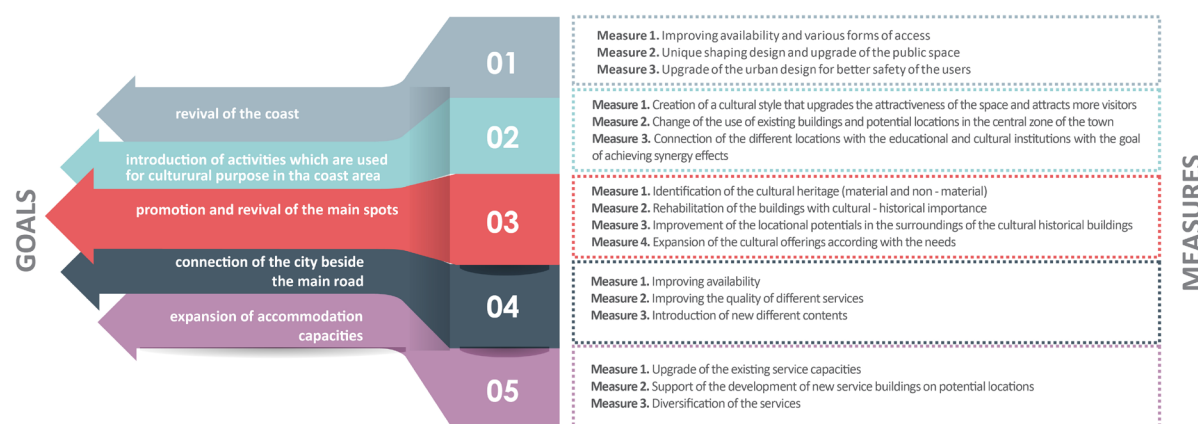 GOALS
revival of the coast
introduction of activities which are used
for culturural purpose in tha coast area
promotion and revival of the main spots
connection of the city beside
the main road
expansion of accommodation
capacities
01
Measure 1. Improving availability and various forms of access
Measure 2. Unique shaping design and upgrade of the public space
Measure 3. Upgrade of the urban design for better safety of the users
02
Measure 1. Creation of a cultural style that upgrades the attractiveness of the space and attracts more visitors
Measure 2. Change of the use of existing buildings and potential locations in the central zone of the town
Measure 3. Connection of the different locations with the educational and cultural institutions with the goal
of achieving synergy effects
03
Measure 1. Identification of the cultural heritage (material and non - material)
Measure 2. Rehabilitation of the buildings with cultural - historical importance
Measure 3. Improvement of the locational potentials in the surroundings of the cultural historical buildings
Measure 4. Expansion of the cultural offerings according with the needs
04
Measure 1. Improving availability
Measure 2. Improving the quality of different services
Measure 3. Introduction of new different contents
05
Measure 1. Upgrade of the existing service capacities
Measure 2. Support of the development of new service buildings on potential locations
Measure 3. Diversification of the services
MEASURES